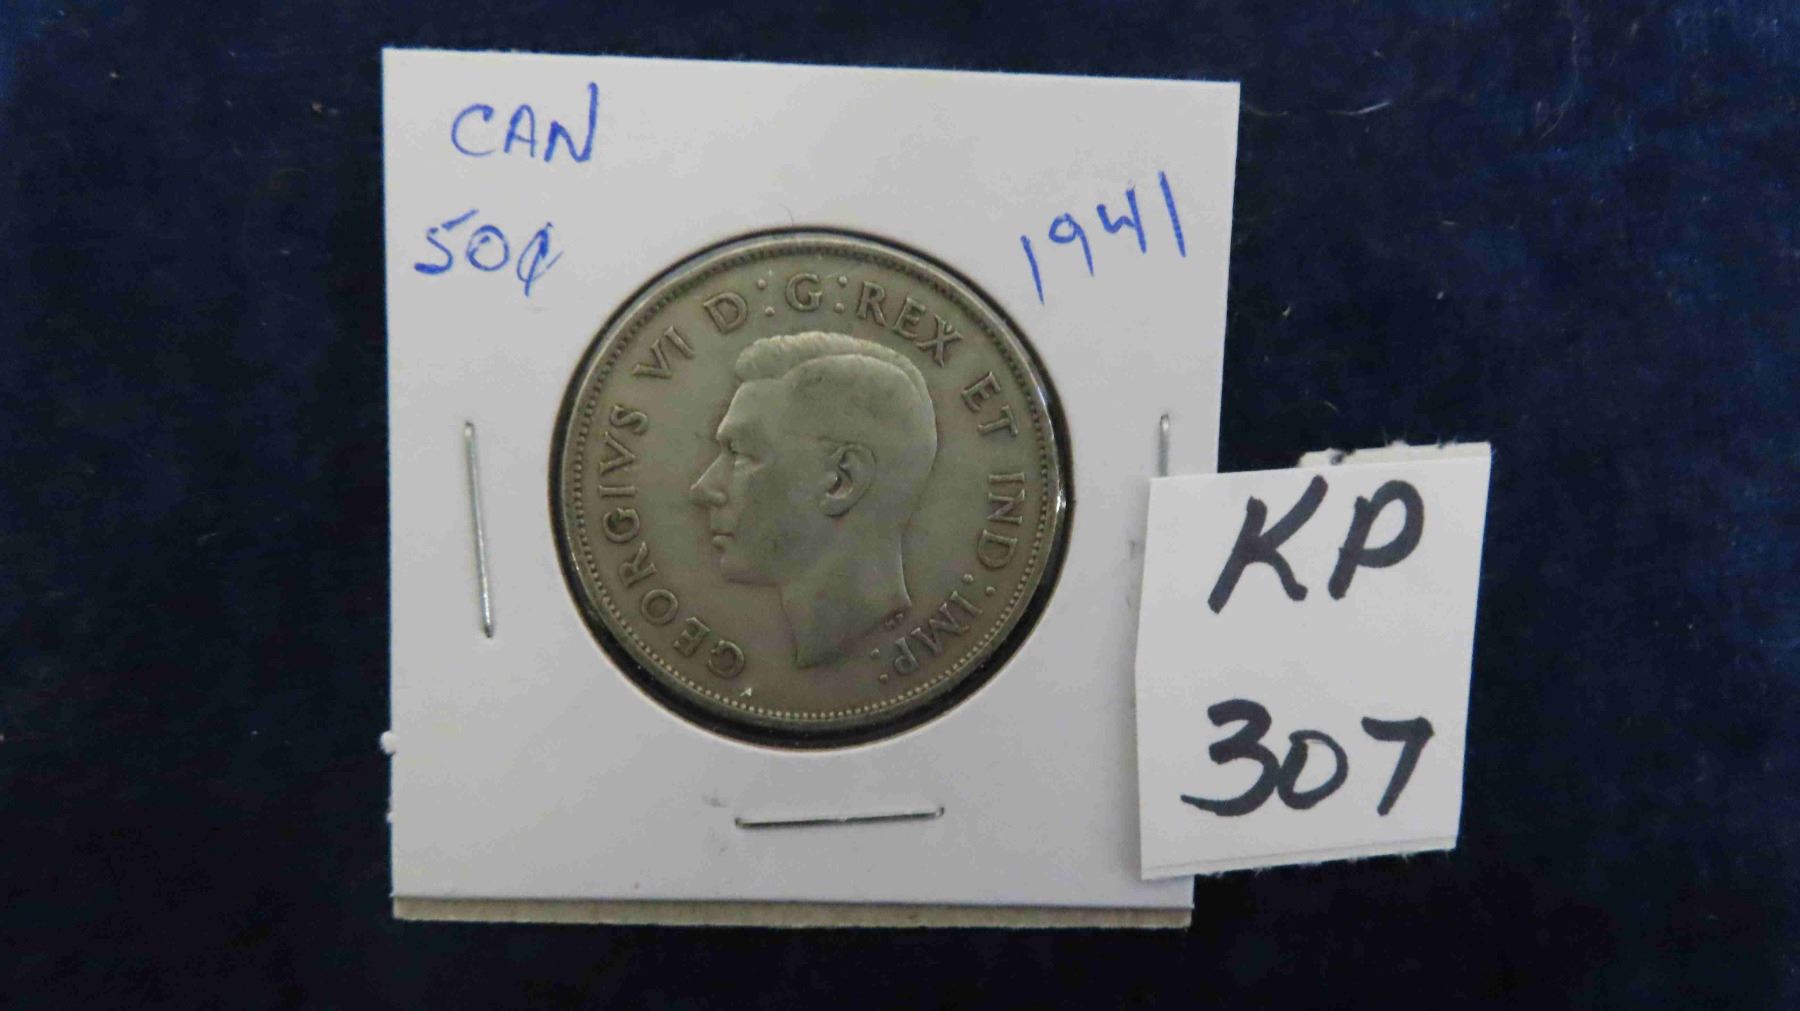 CAN
50¢
1941
GEORGIVS VI D:G:REX ET IND:IMP:
KP
307